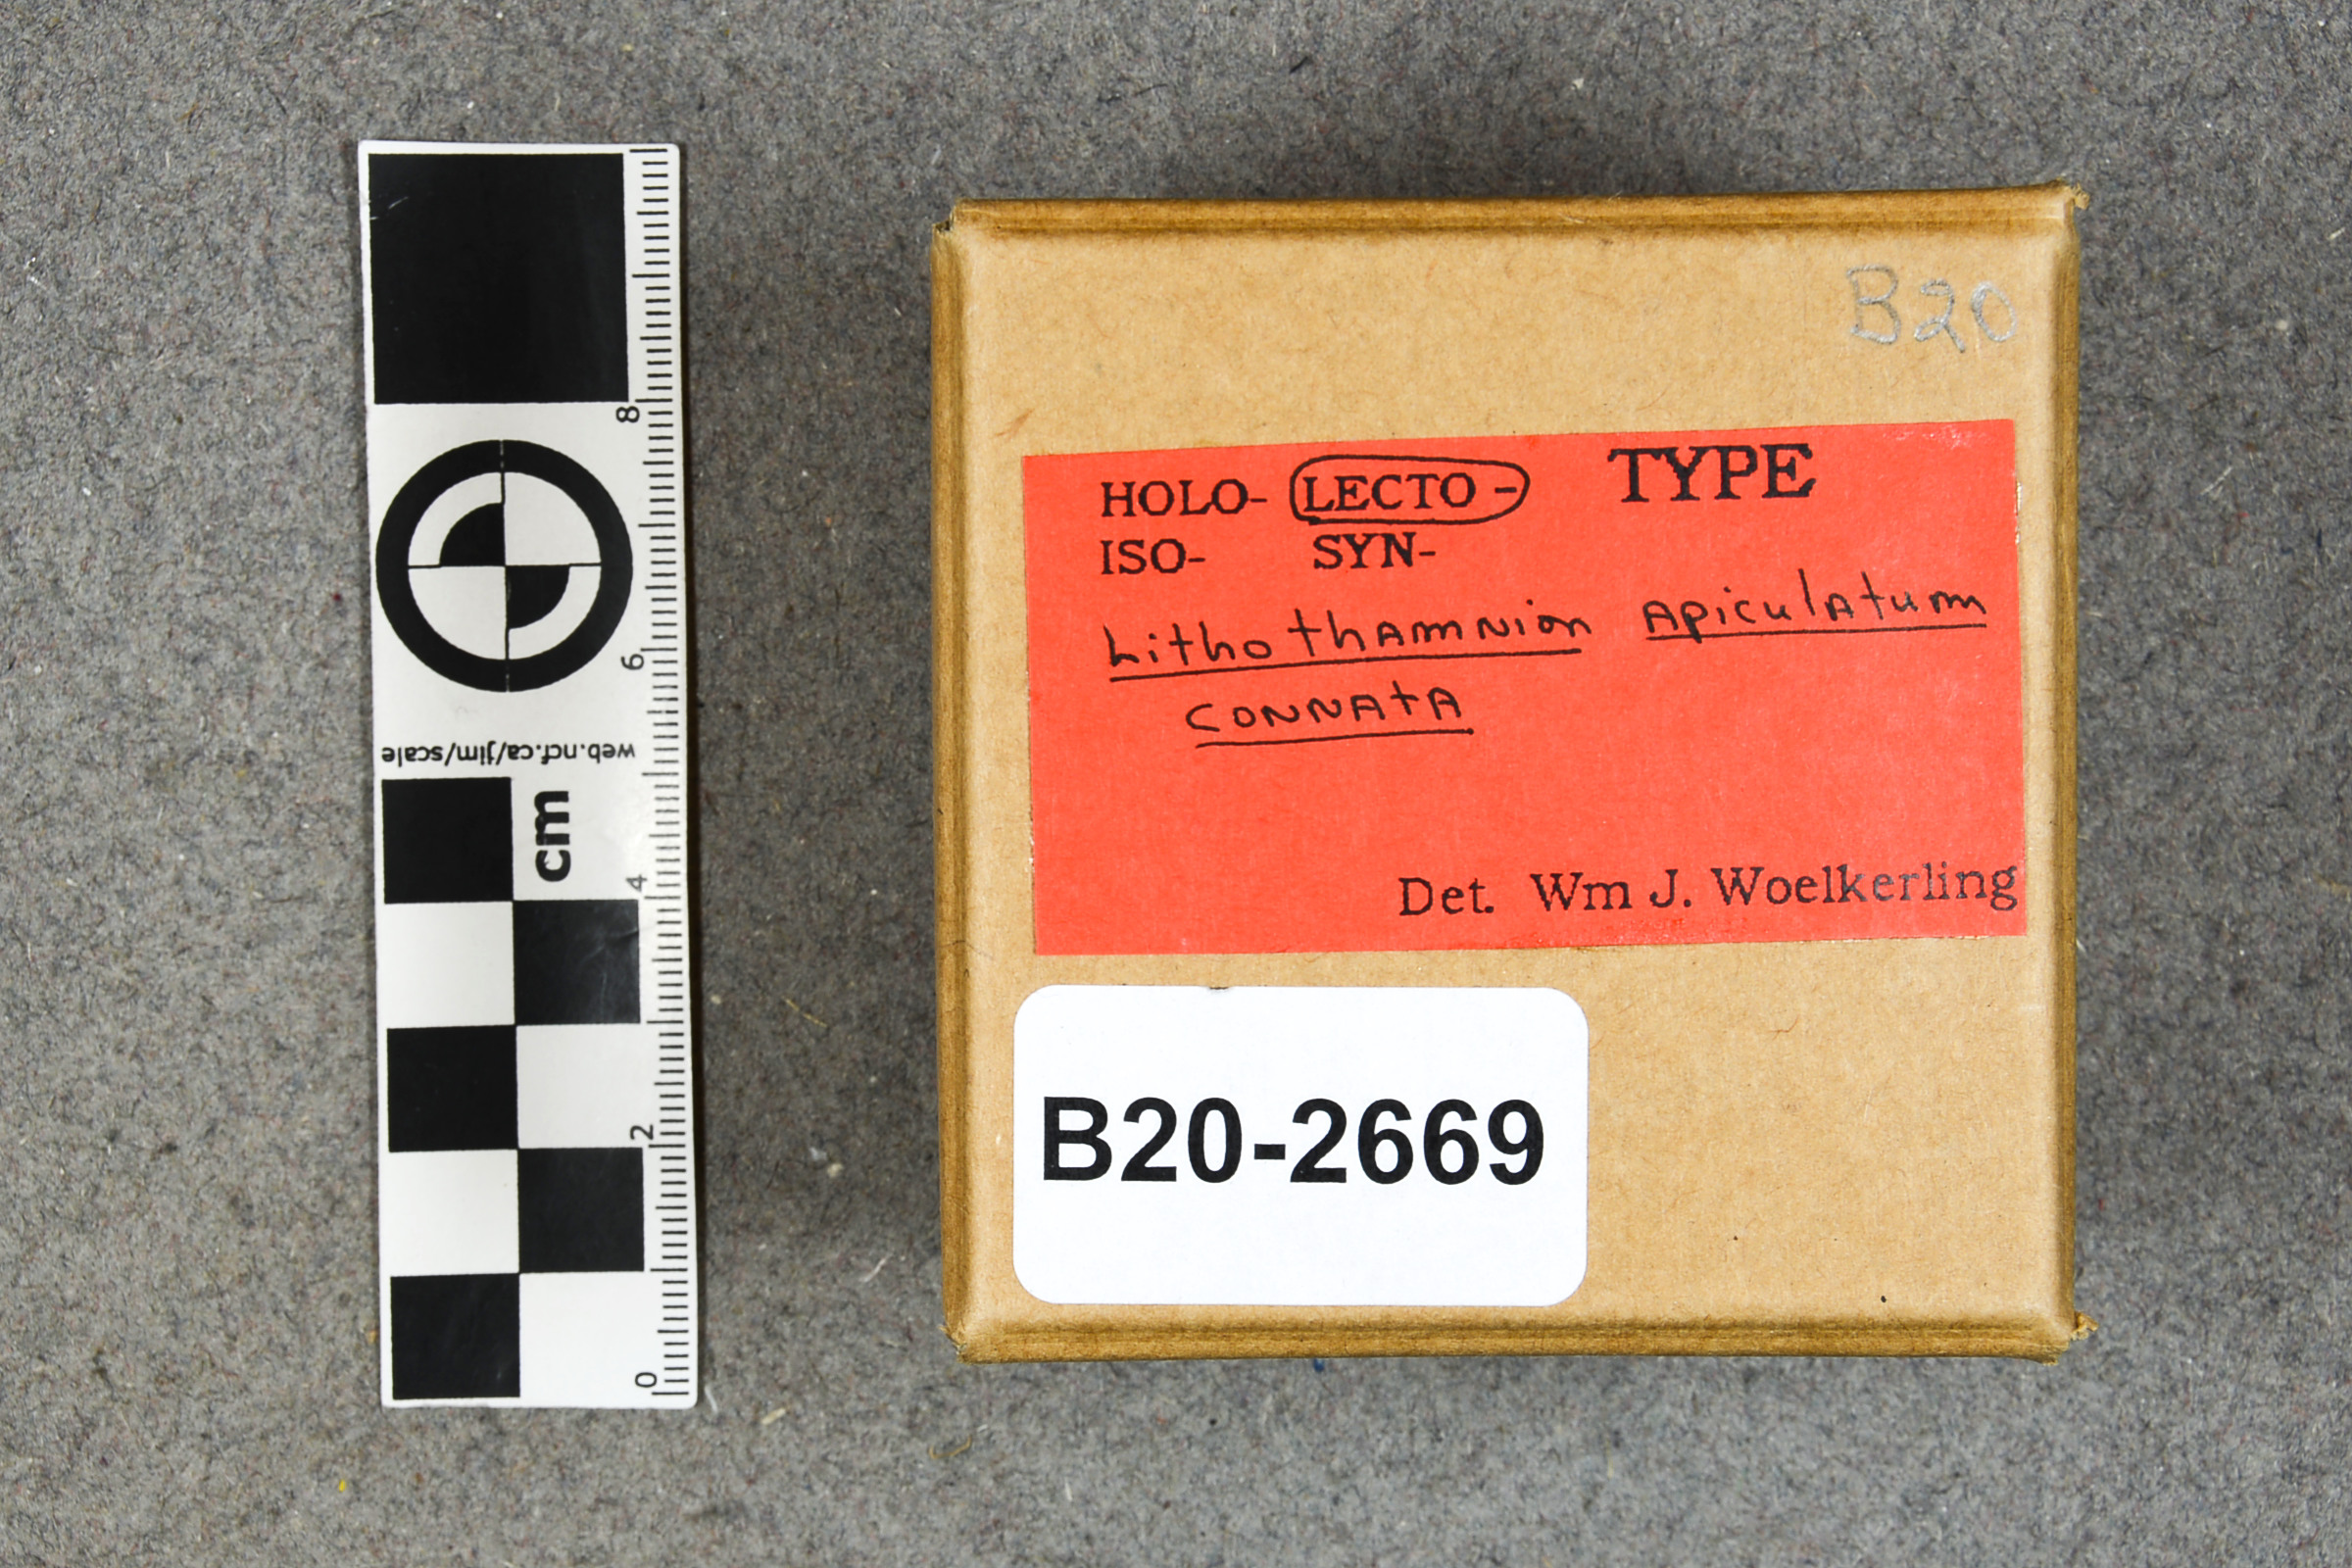 8
6
web.ncf.ca/jim/scale
cm
4
2
0
B20
HOLO- LECTO- TYPE
ISO- SYN-
Lithothamnion apiculatum
connata
Det. Wm J. Woelkerling
B20-2669